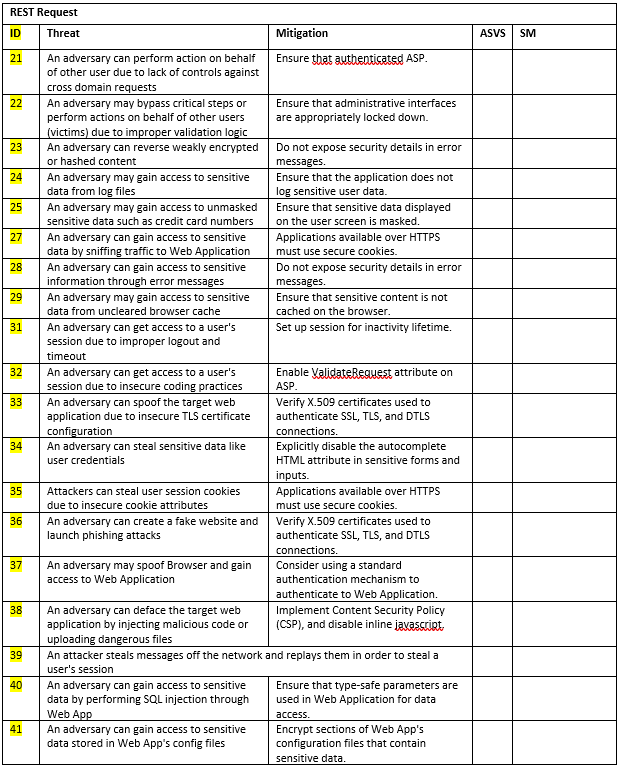 REST Request
ID Threat Mitigation ASVS SM
21 An adversary can perform action on behalf Ensure that authenticated ASP.
of other user due to lack of controls against
cross domain requests
22 An adversary may bypass critical steps or Ensure that administrative interfaces
perform actions on behalf of other users are appropriately locked down.
(victims) due to improper validation logic
23 An adversary can reverse weakly encrypted Do not expose security details in error
or hashed content messages.
24 An adversary may gain access to sensitive Ensure that the application does not
data from log files log sensitive user data.
25 An adversary may gain access to unmasked Ensure that sensitive data displayed
sensitive data such as credit card numbers on the user screen is masked.
27 An adversary can gain access to sensitive Applications available over HTTPS
data by sniffing traffic to Web Application must use secure cookies.
28 An adversary can gain access to sensitive Do not expose security details in error
information through error messages messages.
29 An adversary may gain access to sensitive Ensure that sensitive content is not
data from uncleared browser cache cached on the browser.
31 An adversary can get access to a user's Set up session for inactivity lifetime.
session due to improper logout and
timeout
32 An adversary can get access to a user's Enable ValidateRequest attribute on
session due to insecure coding practices ASP.
33 An adversary can spoof the target web Verify X.509 certificates used to
application due to insecure TLS certificate authenticate SSL, TLS, and DTLS
configuration connections.
34 An adversary can steal sensitive data like Explicitly disable the autocomplete
user credentials HTML attribute in sensitive forms and
inputs.
35 Attackers can steal user session cookies Applications available over HTTPS
due to insecure cookie attributes must use secure cookies.
36 An adversary can create a fake website and Verify X.509 certificates used to
launch phishing attacks authenticate SSL, TLS, and DTLS
connections.
37 An adversary may spoof Browser and gain Consider using a standard
access to Web Application authentication mechanism to
authenticate to Web Application.
38 An adversary can deface the target web Implement Content Security Policy
application by injecting malicious code or (CSP), and disable inline javascript.
uploading dangerous files
39 An attacker steals messages off the network and replays them in order to steal a
user's session
40 An adversary can gain access to sensitive Ensure that type-safe parameters are
data by performing SQL injection through used in Web Application for data
Web App access.
41 An adversary can gain access to sensitive Encrypt sections of Web App's
data stored in Web App's config files configuration files that contain
sensitive data.